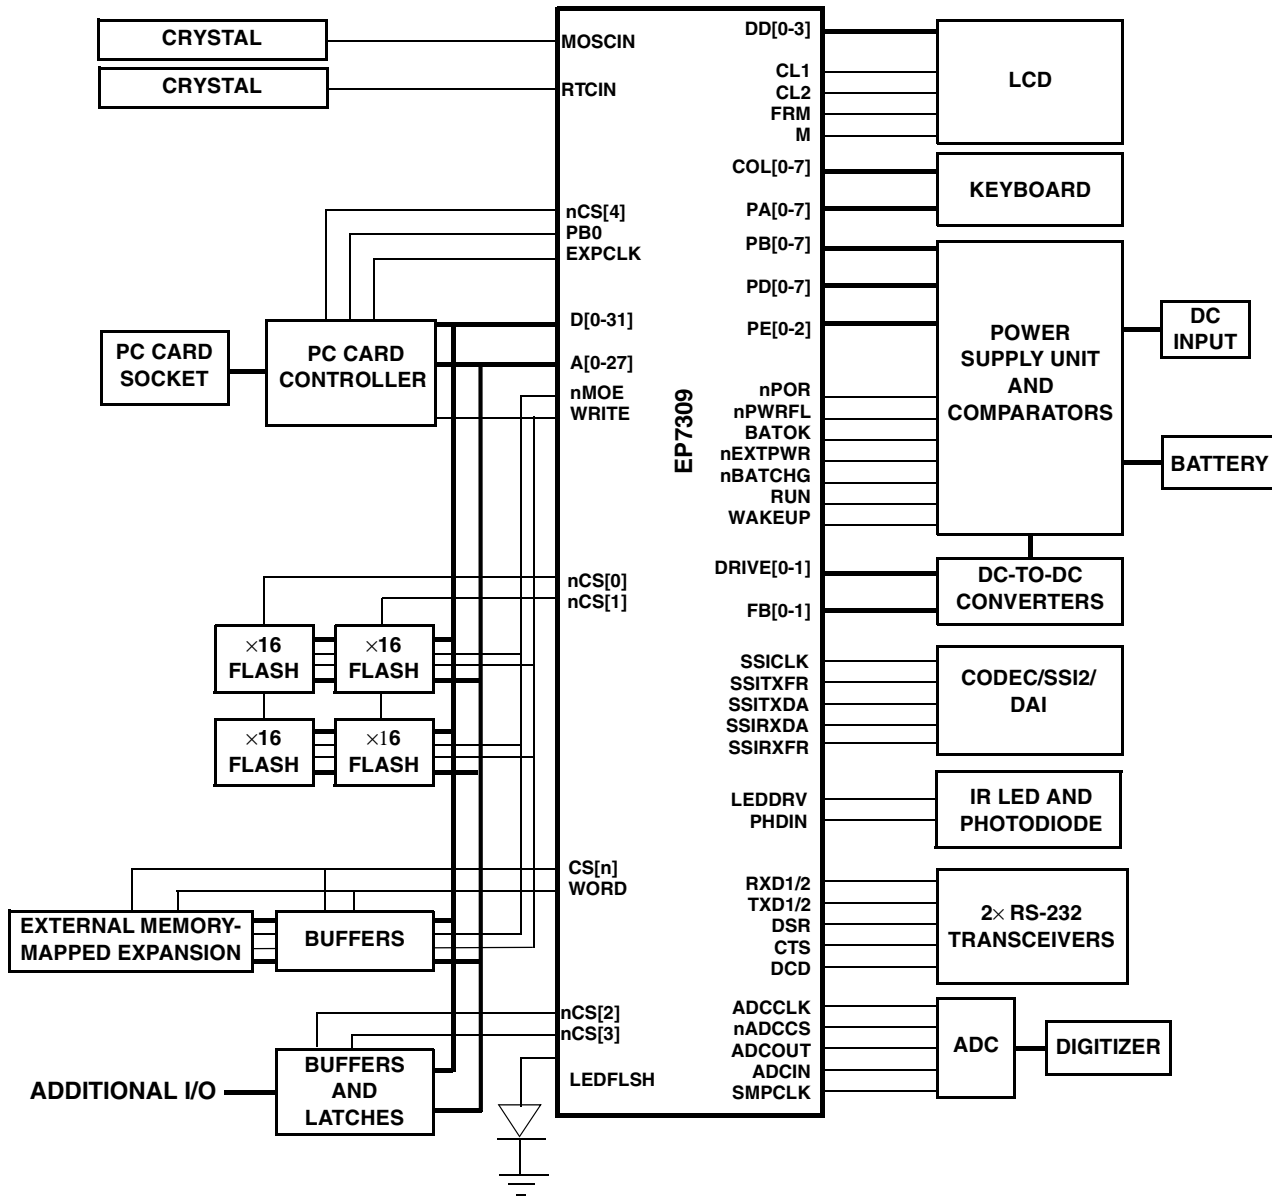 CRYSTAL
CRYSTAL
MOSCIN
RTCIN
nCS[4]
PB0
EXPCLK
D[0-31]
A[0-27]
nMOE
WRITE
PC CARD
SOCKET
PC CARD
CONTROLLER
nCS[0]
nCS[1]
×16
FLASH
×16
FLASH
×16
FLASH
×16
FLASH
CS[n]
WORD
EXTERNAL MEMORY-
MAPPED EXPANSION
BUFFERS
nCS[2]
nCS[3]
LEDFLSH
ADDITIONAL I/O
BUFFERS
AND
LATCHES
EP7309
DD[0-3]
CL1
CL2
FRM
M
LCD
COL[0-7]
PA[0-7]
KEYBOARD
PB[0-7]
PD[0-7]
PE[0-2]
nPOR
nPWRFL
BATOK
nEXTPWR
nBATCHG
RUN
WAKEUP
POWER
SUPPLY UNIT
AND
COMPARATORS
DC
INPUT
BATTERY
DRIVE[0-1]
FB[0-1]
DC-TO-DC
CONVERTERS
SSICLK
SSITXFR
SSITXDA
SSIRXDA
SSIRXFR
CODEC/SSI2/
DAI
LEDDRV
PHDIN
IR LED AND
PHOTODIODE
RXD1/2
TXD1/2
DSR
CTS
DCD
2× RS-232
TRANSCEIVERS
ADCCLK
nADCCS
ADCOUT
ADCIN
SMPCLK
ADC
DIGITIZER